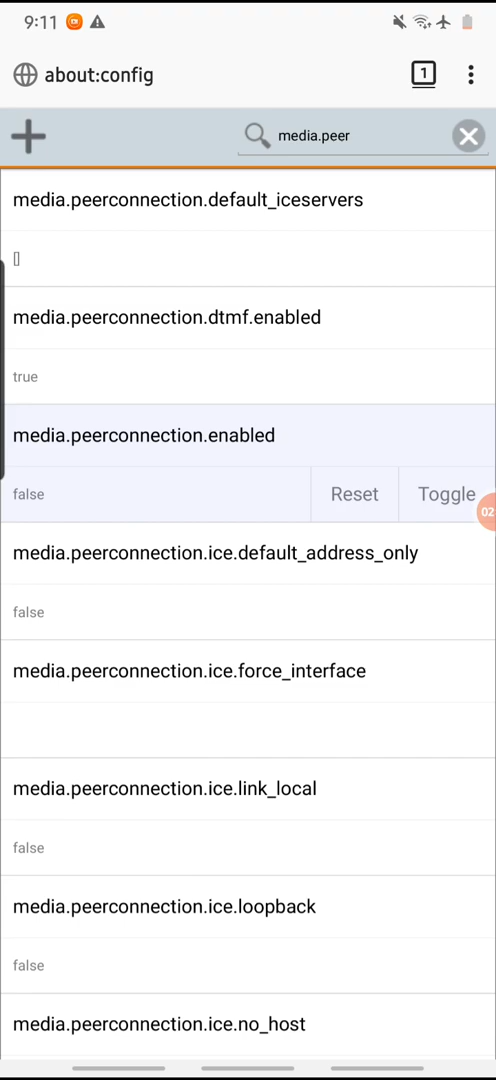 9:11
about:config
1
media.peer
media.peerconnection.default_iceservers
[]
media.peerconnection.dtmf.enabled
true
media.peerconnection.enabled
false Reset Toggle
02
media.peerconnection.ice.default_address_only
false
media.peerconnection.ice.force_interface
media.peerconnection.ice.link_local
false
media.peerconnection.ice.loopback
false
media.peerconnection.ice.no_host